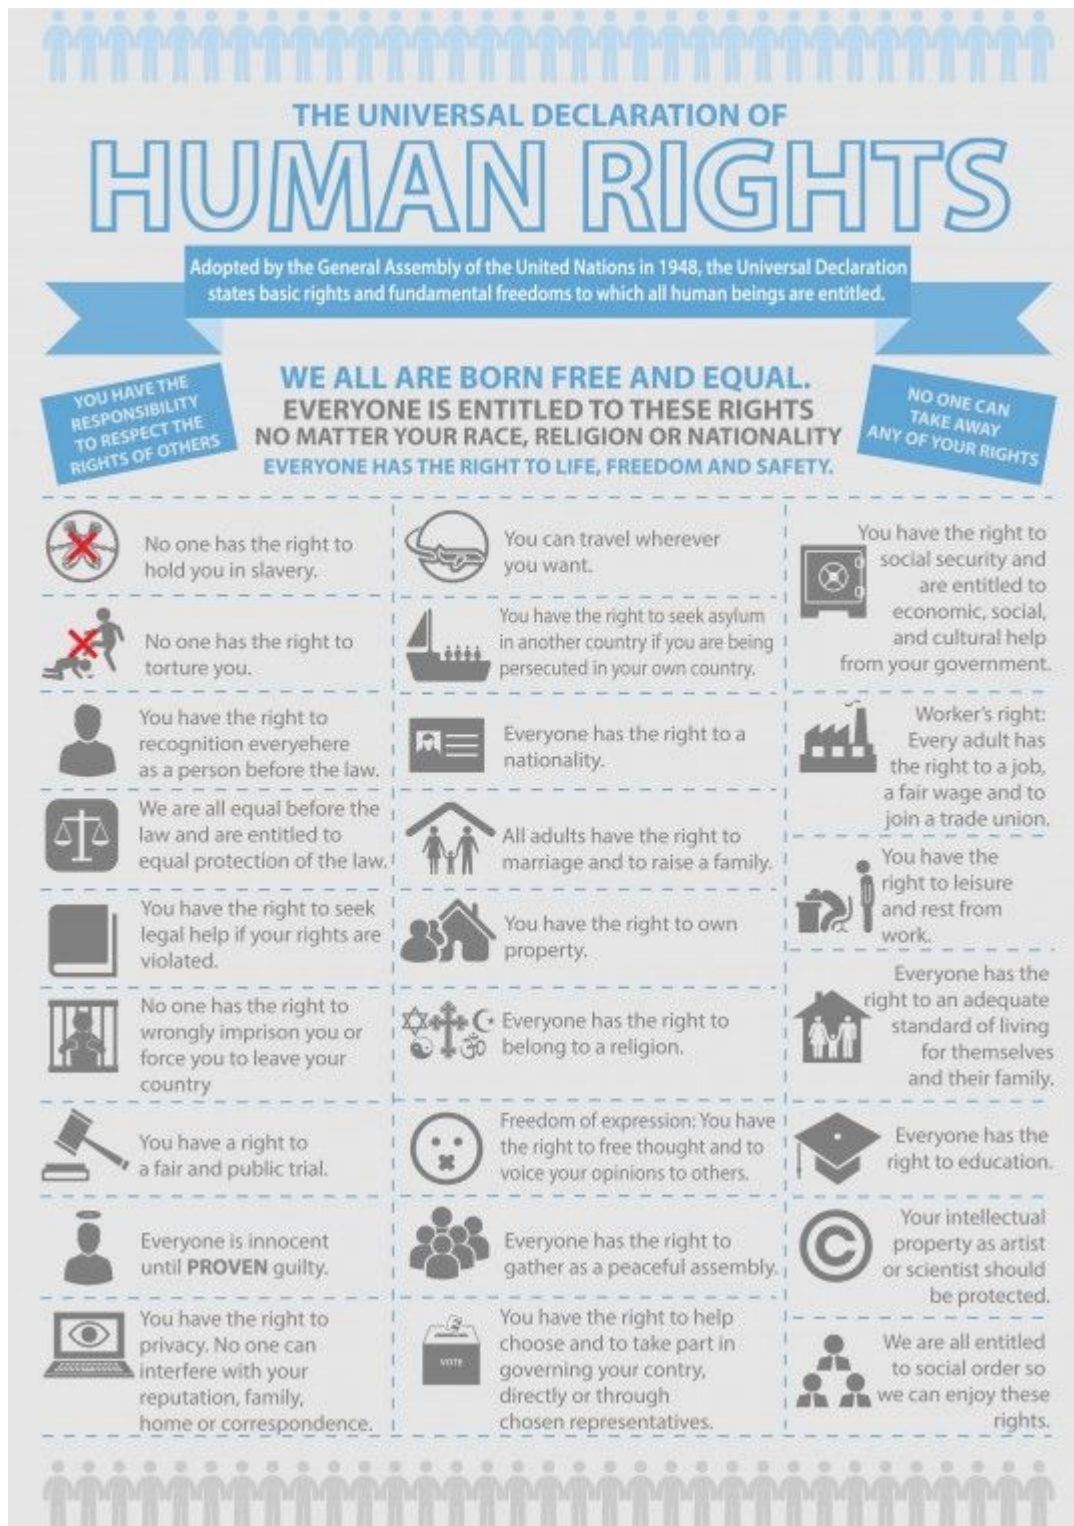 THE UNIVERSAL DECLARATION OF
HUMAN RIGHTS
Adopted by the General Assembly of the United Nations in 1948, the Universal Declaration
states basic rights and fundamental freedoms to which all human beings are entitled.
YOU HAVE THE
RESPONSIBILITY
TO RESPECT THE
RIGHTS OF OTHERS
WE ALL ARE BORN FREE AND EQUAL.
EVERYONE IS ENTITLED TO THESE RIGHTS
NO MATTER YOUR RACE, RELIGION OR NATIONALITY
EVERYONE HAS THE RIGHT TO LIFE, FREEDOM AND SAFETY.
NO ONE CAN
TAKE AWAY
ANY OF YOUR RIGHTS
No one has the right to
hold you in slavery.
No one has the right to
torture you.
You have the right to
recognition everyehere
as a person before the law.
We are all equal before the
law and are entitled to
equal protection of the law.
You have the right to seek
legal help if your rights are
violated.
No one has the right to
wrongly imprison you or
force you to leave your
country
You have a right to
a fair and public trial.
Everyone is innocent
until PROVEN guilty.
You have the right to
privacy. No one can
interfere with your
reputation, family,
home or correspondence.
You can travel wherever
you want.
You have the right to seek asylum
in another country if you are being
persecuted in your own country.
Everyone has the right to a
nationality.
All adults have the right to
marriage and to raise a family.
You have the right to own
property.
Everyone has the right to
belong to a religion.
Freedom of expression: You have
the right to free thought and to
voice your opinions to others.
Everyone has the right to
gather as a peaceful assembly.
VOTE
You have the right to help
choose and to take part in
governing your contry,
directly or through
chosen representatives.
You have the right to
social security and
are entitled to
economic, social,
and cultural help
from your government.
Worker's right:
Every adult has
the right to a job,
a fair wage and to
join a trade union.
You have the
right to leisure
and rest from
work.
Everyone has the
right to an adequate
standard of living
for themselves
and their family.
Everyone has the
right to education.
C
Your intellectual
property as artist
or scientist should
be protected.
We are all entitled
to social order so
we can enjoy these
rights.